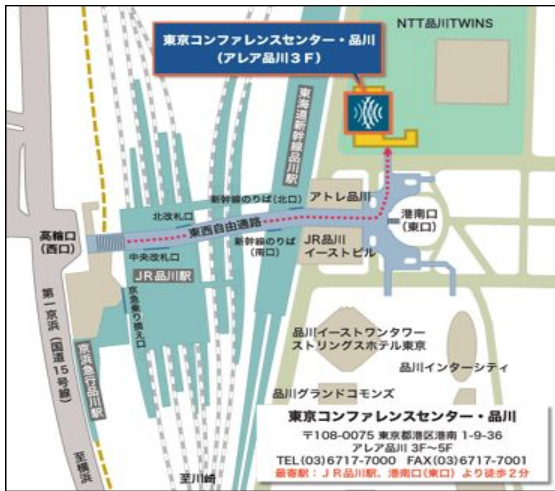 東京コンファレンスセンター・品川
（アレア品川３Ｆ）
NTT品川TWINS
東海道新幹線品川駅
新幹線のりば(北口)
アトレ品川
北改札口
東西自由通路
港南口
(東口)
高輪口
(西口)
中央改札口
新幹線のりば
(南口)
JR品川
イーストビル
JR品川駅
京急乗り換え口
第一京浜（国道15号線）
京浜急行品川駅
品川イーストワンタワー
ストリングスホテル東京
品川インターシティ
品川グランドコモンズ
至横浜
至川崎
東京コンファレンスセンター・品川
〒108-0075 東京都港区港南 1-9-36
アレア品川 3F〜5F
TEL(03)6717-7000 FAX(03)6717-7001
最寄駅：ＪＲ品川駅、港南口(東口) より徒歩２分